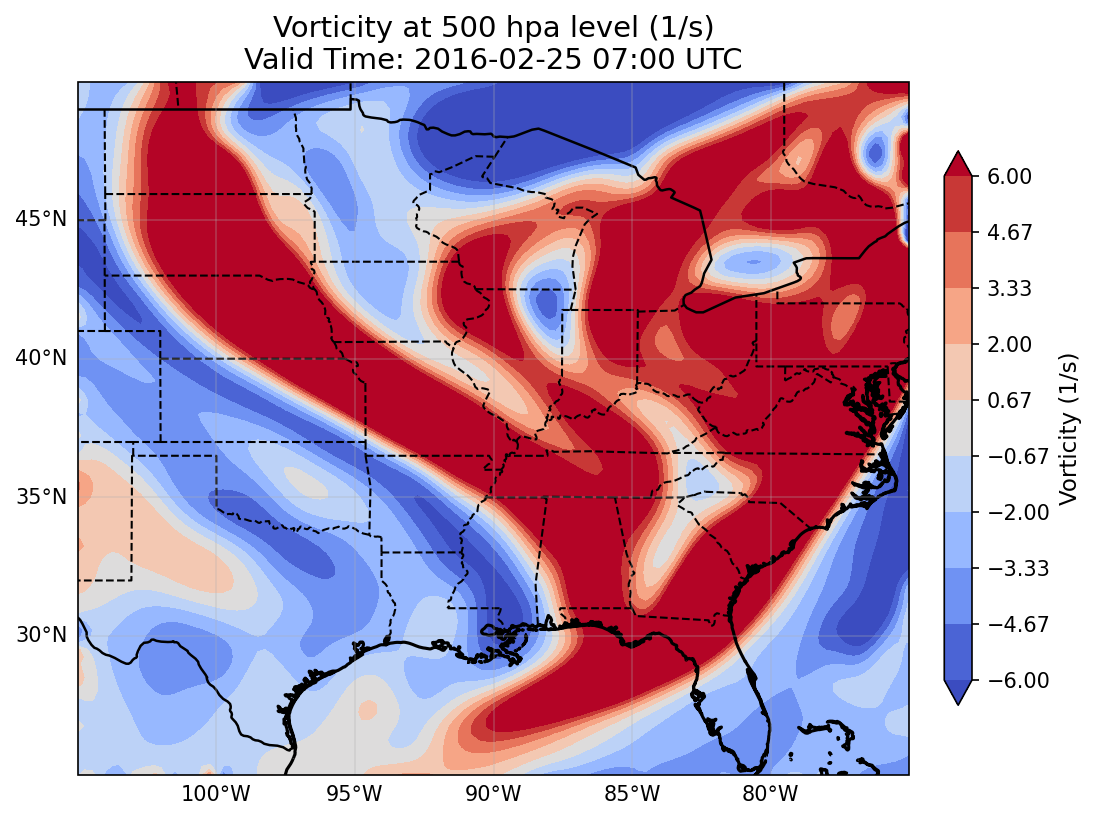 Vorticity at 500 hpa level (1/s)
Valid Time: 2016-02-25 07:00 UTC
45°N
40°N
35°N
30°N
100°W
95°W
90°W
85°W
80°W
6.00
4.67
3.33
2.00
0.67
−0.67
−2.00
−3.33
−4.67
−6.00
Vorticity (1/s)